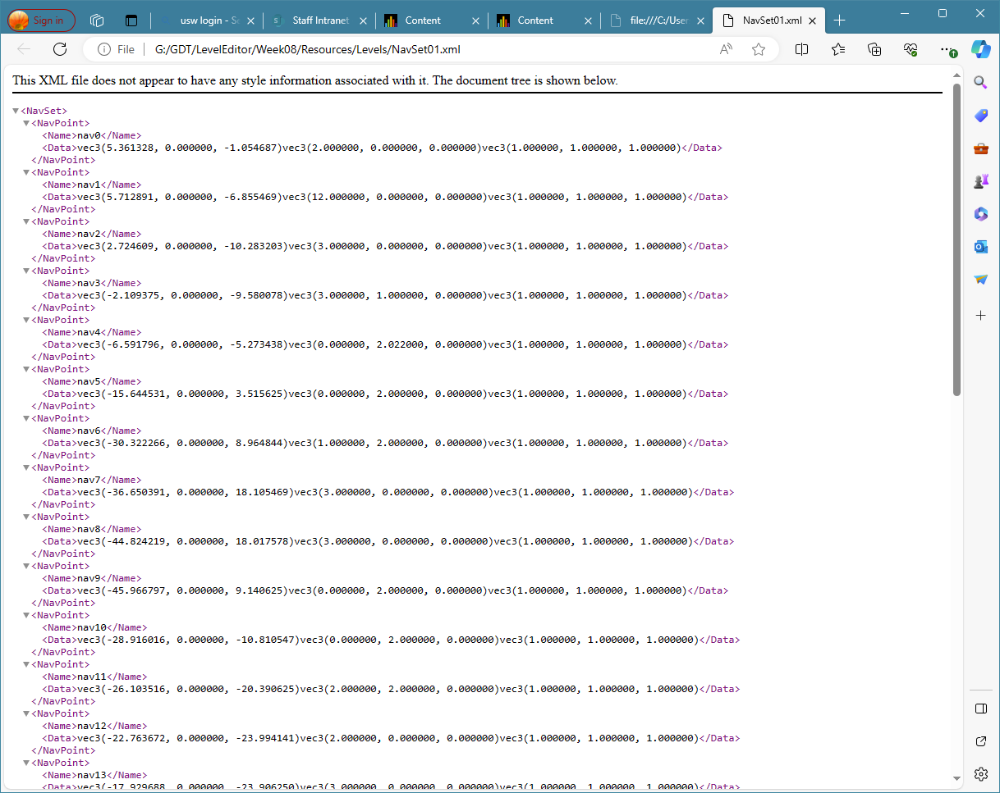 Sign in
usw login - Se
Staff Intranet
Content
Content
file:///C:/User
NavSet01.xml
File
G:/GDT/LevelEditor/Week08/Resources/Levels/NavSet01.xml
This XML file does not appear to have any style information associated with it. The document tree is shown below.
▼<NavSet>
▼<NavPoint>
<Name>nav0</Name>
<Data>vec3(5.361328, 0.000000, -1.054687)vec3(2.000000, 0.000000, 0.000000)vec3(1.000000, 1.000000, 1.000000)</Data>
</NavPoint>
▼<NavPoint>
<Name>nav1</Name>
<Data>vec3(5.712891, 0.000000, -6.855469)vec3(12.000000, 0.000000, 0.000000)vec3(1.000000, 1.000000, 1.000000)</Data>
</NavPoint>
▼<NavPoint>
<Name>nav2</Name>
<Data>vec3(2.724609, 0.000000, -10.283203)vec3(3.000000, 0.000000, 0.000000)vec3(1.000000, 1.000000, 1.000000)</Data>
</NavPoint>
▼<NavPoint>
<Name>nav3</Name>
<Data>vec3(-2.109375, 0.000000, -9.580078)vec3(3.000000, 1.000000, 0.000000)vec3(1.000000, 1.000000, 1.000000)</Data>
</NavPoint>
▼<NavPoint>
<Name>nav4</Name>
<Data>vec3(-6.591796, 0.000000, -5.273438)vec3(0.000000, 2.022000, 0.000000)vec3(1.000000, 1.000000, 1.000000)</Data>
</NavPoint>
▼<NavPoint>
<Name>nav5</Name>
<Data>vec3(-15.644531, 0.000000, 3.515625)vec3(0.000000, 2.000000, 0.000000)vec3(1.000000, 1.000000, 1.000000)</Data>
</NavPoint>
▼<NavPoint>
<Name>nav6</Name>
<Data>vec3(-30.322266, 0.000000, 8.964844)vec3(1.000000, 2.000000, 0.000000)vec3(1.000000, 1.000000, 1.000000)</Data>
</NavPoint>
▼<NavPoint>
<Name>nav7</Name>
<Data>vec3(-36.650391, 0.000000, 18.105469)vec3(3.000000, 0.000000, 0.000000)vec3(1.000000, 1.000000, 1.000000)</Data>
</NavPoint>
▼<NavPoint>
<Name>nav8</Name>
<Data>vec3(-44.824219, 0.000000, 18.017578)vec3(3.000000, 0.000000, 0.000000)vec3(1.000000, 1.000000, 1.000000)</Data>
</NavPoint>
▼<NavPoint>
<Name>nav9</Name>
<Data>vec3(-45.966797, 0.000000, 9.140625)vec3(0.000000, 2.000000, 0.000000)vec3(1.000000, 1.000000, 1.000000)</Data>
</NavPoint>
▼<NavPoint>
<Name>nav10</Name>
<Data>vec3(-28.916016, 0.000000, -10.810547)vec3(0.000000, 2.000000, 0.000000)vec3(1.000000, 1.000000, 1.000000)</Data>
</NavPoint>
▼<NavPoint>
<Name>nav11</Name>
<Data>vec3(-26.103516, 0.000000, -20.390625)vec3(2.000000, 2.000000, 0.000000)vec3(1.000000, 1.000000, 1.000000)</Data>
</NavPoint>
▼<NavPoint>
<Name>nav12</Name>
<Data>vec3(-22.763672, 0.000000, -23.994141)vec3(2.000000, 0.000000, 0.000000)vec3(1.000000, 1.000000, 1.000000)</Data>
</NavPoint>
▼<NavPoint>
<Name>nav13</Name>
<Data>vec3(-17.929688, 0.000000, -23.906250)vec3(3.000000, 0.000000, 0.000000)vec3(1.000000, 1.000000, 1.000000)</Data>